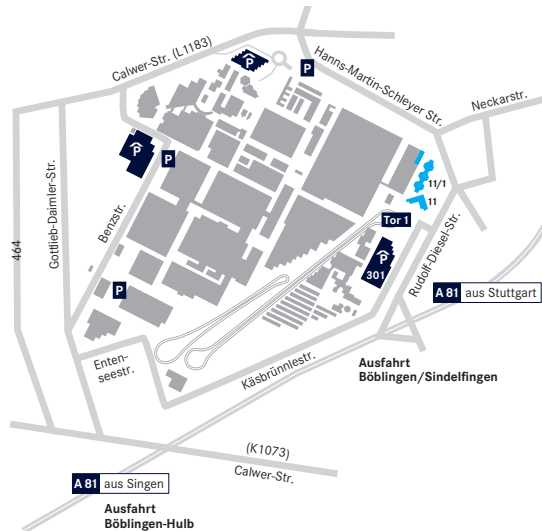 Calwer-Str. (L1183)
P
P
Hanns-Martin-Schleyer Str.
Neckarstr.
P
P
11/1
11
Tor 1
464
Gottlieb-Daimler-Str.
Benzstr.
Rudolf-Diesel-Str.
P
301
P
A 81 aus Stuttgart
Enten-
seestr.
Käsbrünnlestr.
Ausfahrt
Böblingen/Sindelfingen
(K1073)
Calwer-Str.
A 81 aus Singen
Ausfahrt
Böblingen-Hulb